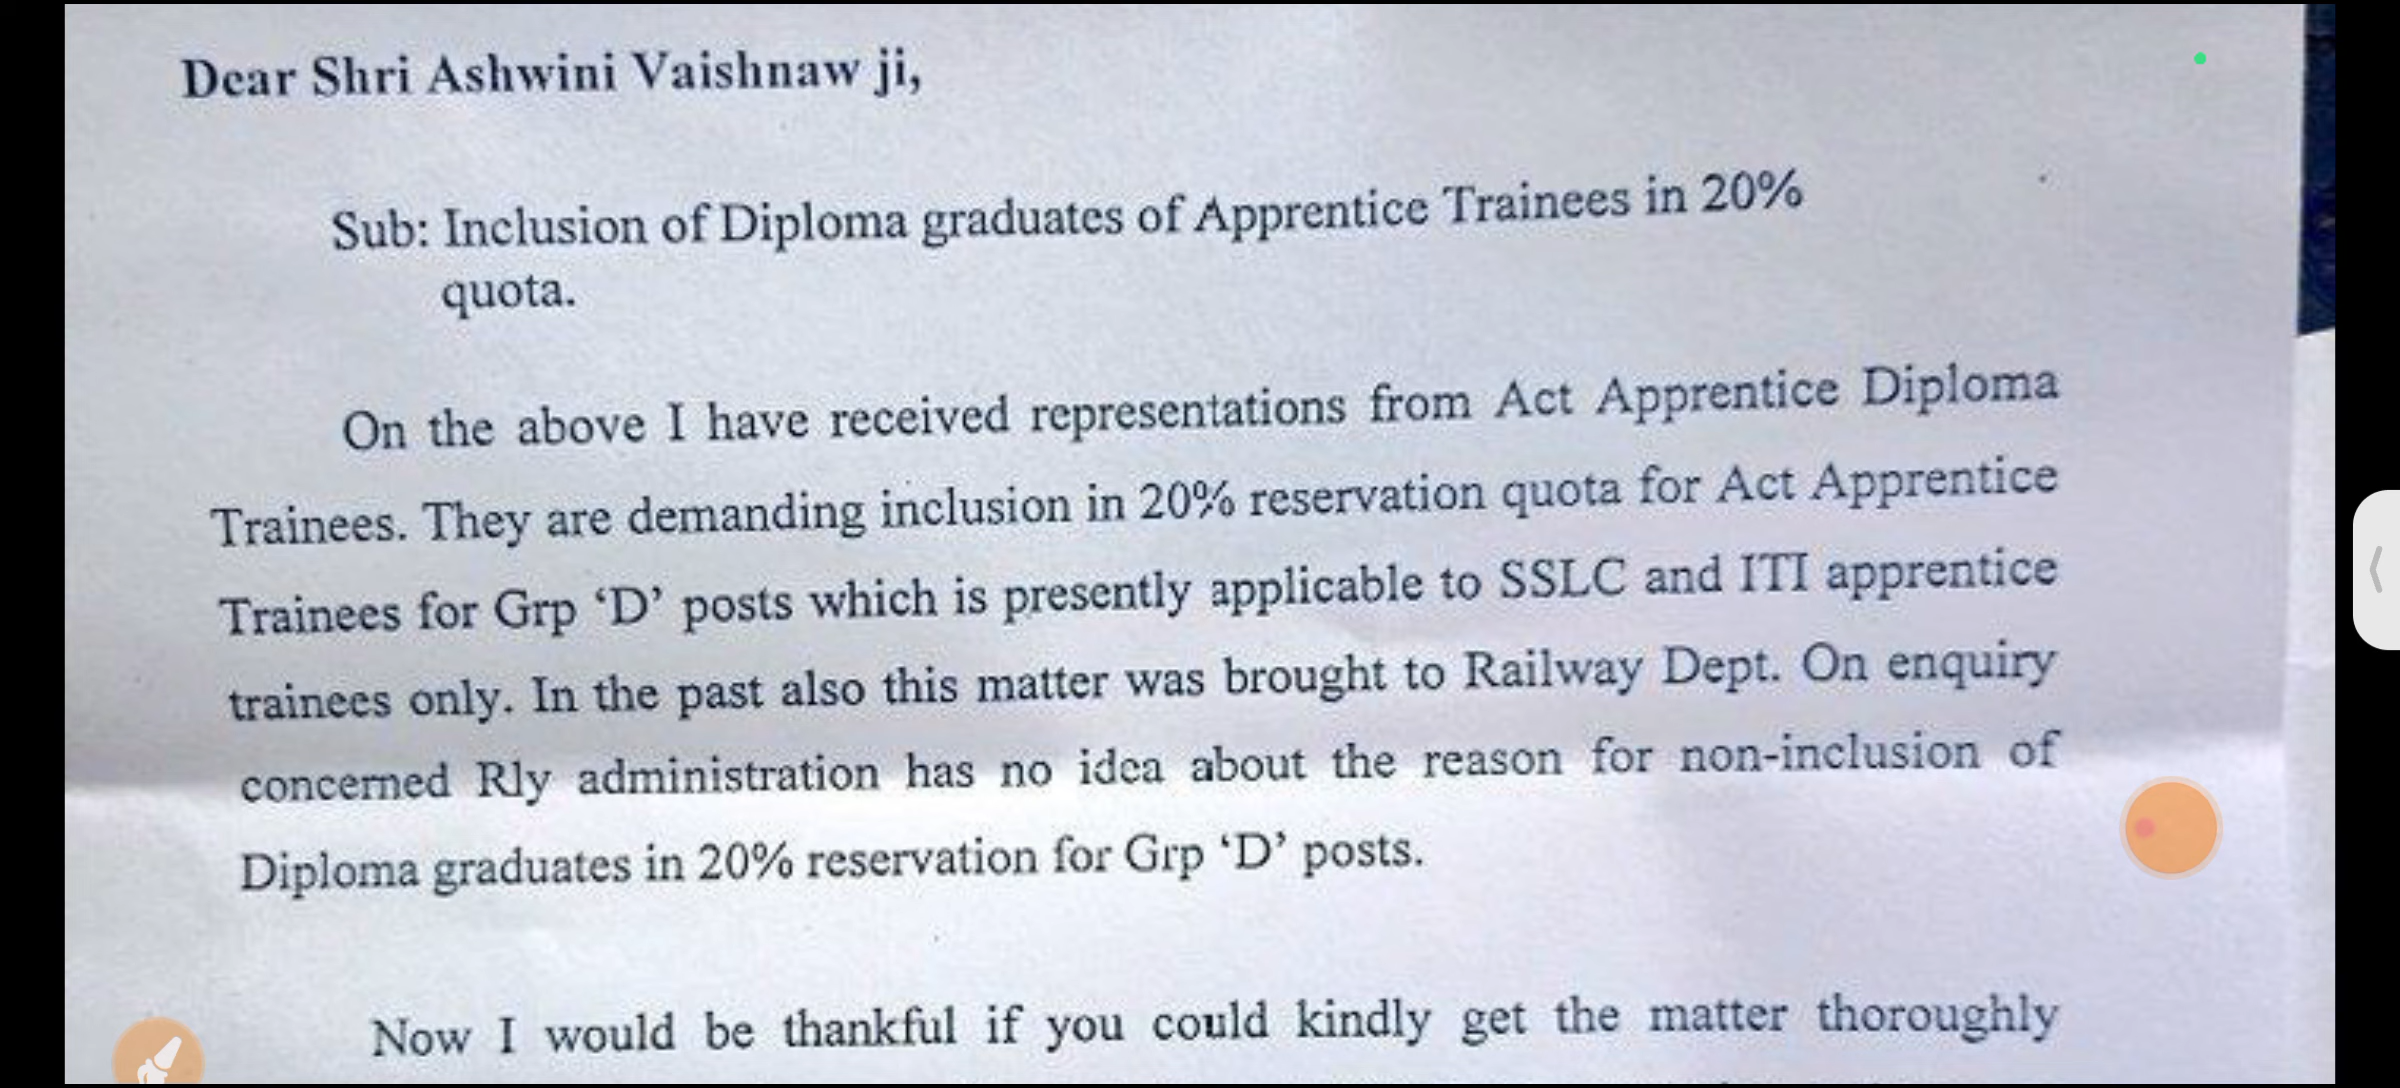 Dear Shri Ashwini Vaishnaw ji,
Sub: Inclusion of Diploma graduates of Apprentice Trainees in 20%
quota.
On the above I have received representations from Act Apprentice Diploma
Trainees. They are demanding inclusion in 20% reservation quota for Act Apprentice
Trainees for Grp ‘D’ posts which is presently applicable to SSLC and ITI apprentice
trainees only. In the past also this matter was brought to Railway Dept. On enquiry
concerned Rly administration has no idea about the reason for non-inclusion of
Diploma graduates in 20% reservation for Grp ‘D’ posts.
Now I would be thankful if you could kindly get the matter thoroughly